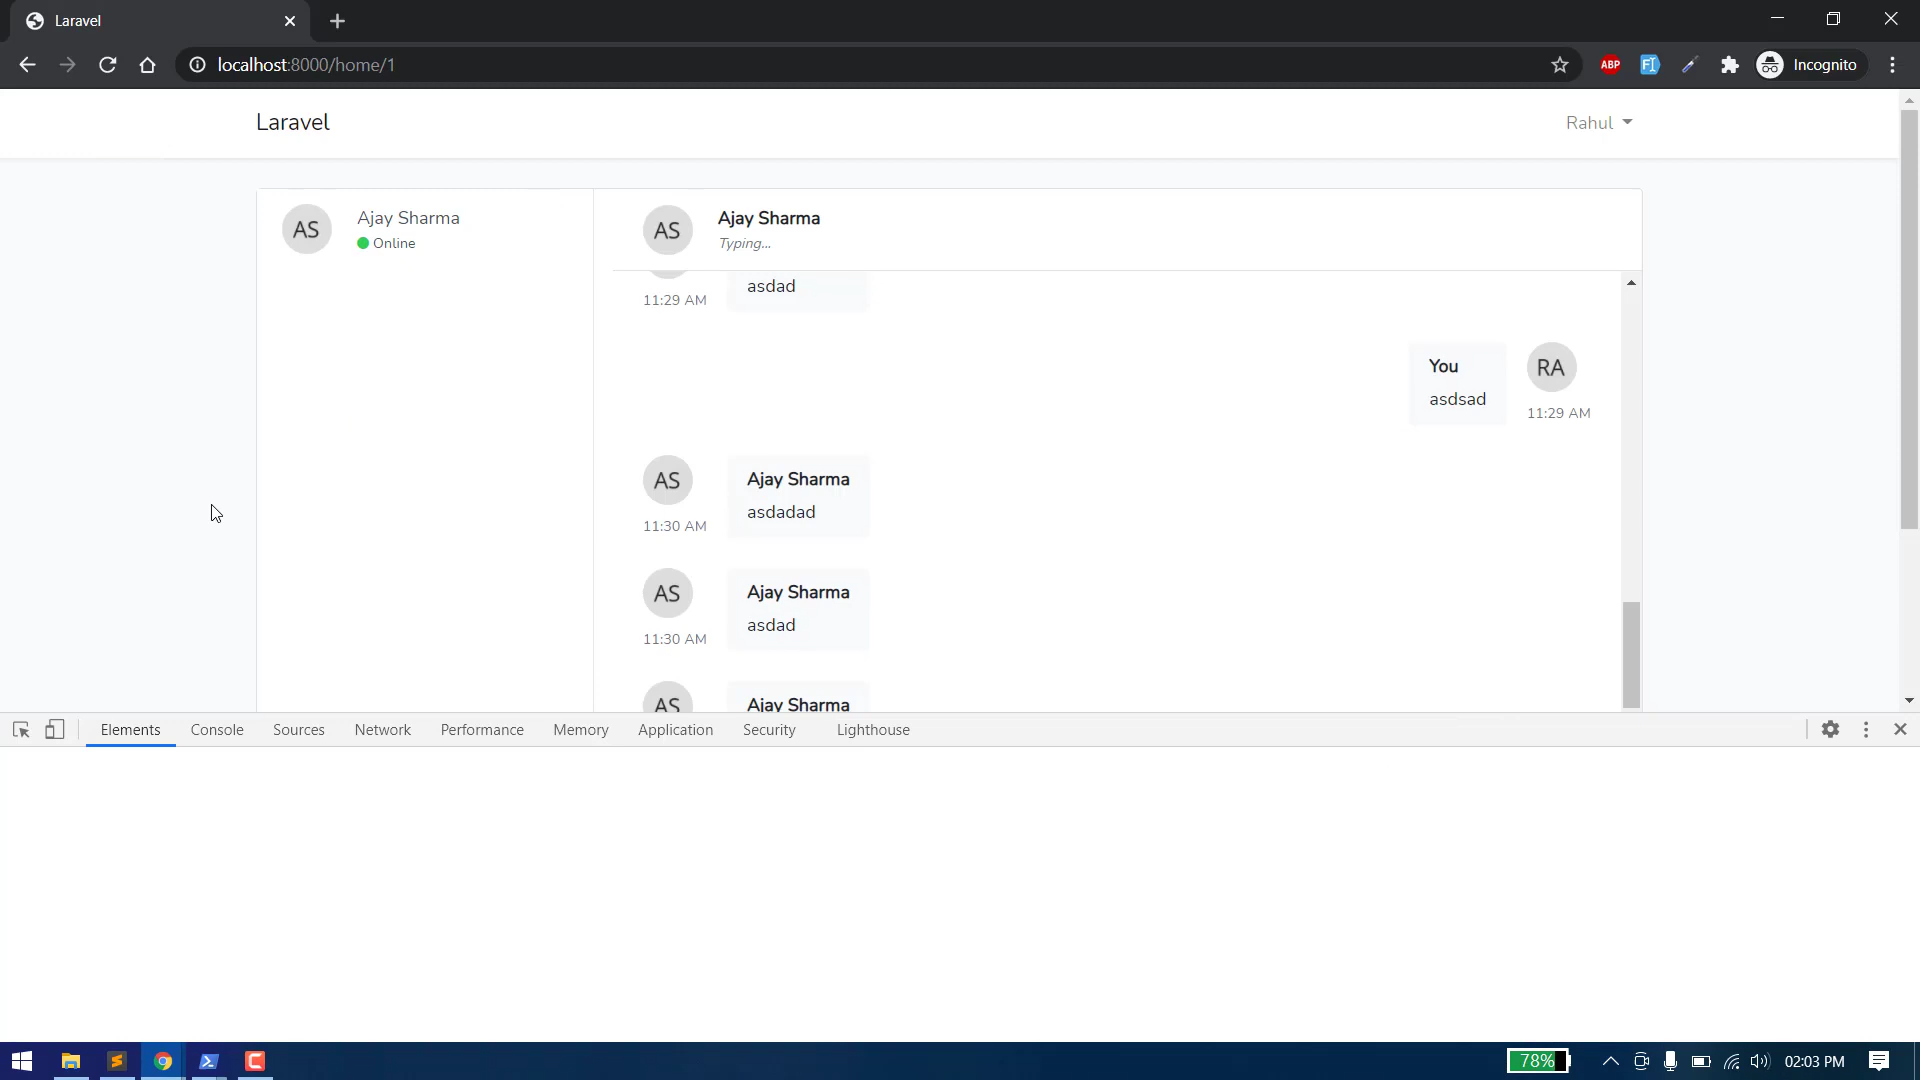 Laravel
localhost:8000/home/1
ABP
Incognito
Laravel
Rahul
AS
Ajay Sharma
Online
AS
Ajay Sharma
Typing...
asdad
11:29 AM
You
asdsad
RA
11:29 AM
AS
Ajay Sharma
asdadad
11:30 AM
AS
Ajay Sharma
asdad
11:30 AM
AS
Ajay Sharma
Elements
Console
Sources
Network
Performance
Memory
Application
Security
Lighthouse
78%
02:03 PM